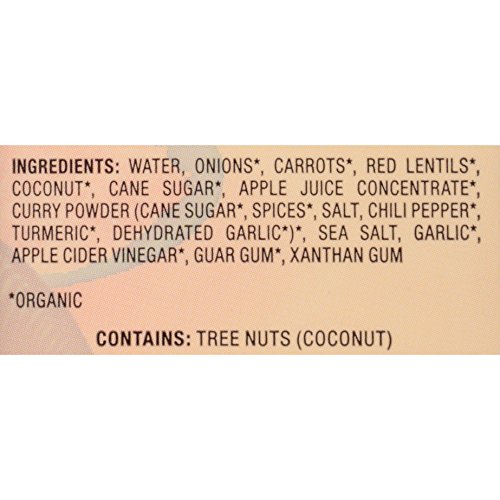 INGREDIENTS: WATER, ONIONS*, CARROTS*, RED LENTILS*,
COCONUT*, CANE SUGAR*, APPLE JUICE CONCENTRATE*,
CURRY POWDER (CANE SUGAR*, SPICES*, SALT, CHILI PEPPER*,
TURMERIC*, DEHYDRATED GARLIC*)*, SEA SALT, GARLIC*,
APPLE CIDER VINEGAR*, GUAR GUM*, XANTHAN GUM
*ORGANIC
CONTAINS: TREE NUTS (COCONUT)